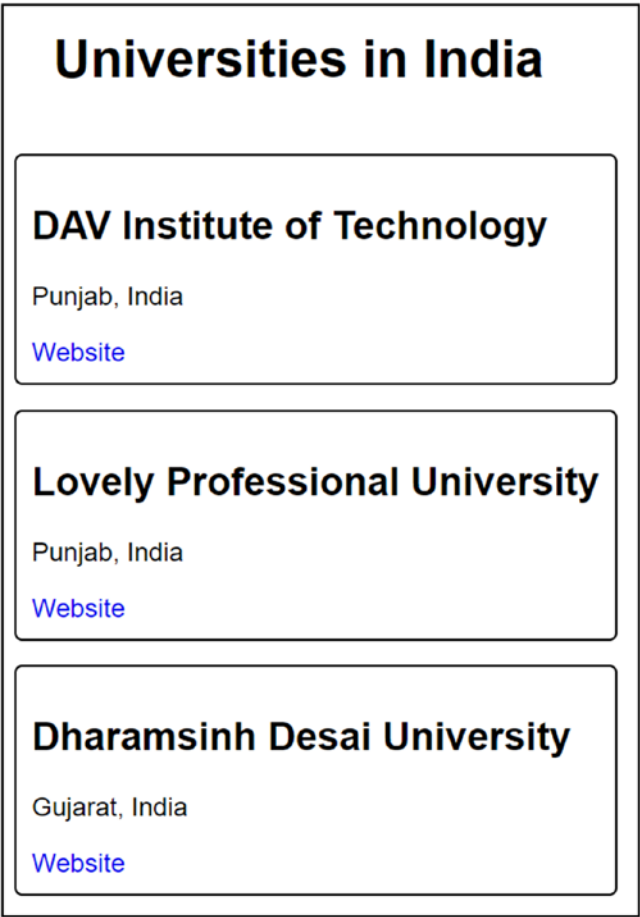 Universities in India
DAV Institute of Technology
Punjab, India
Website
Lovely Professional University
Punjab, India
Website
Dharamsinh Desai University
Gujarat, India
Website